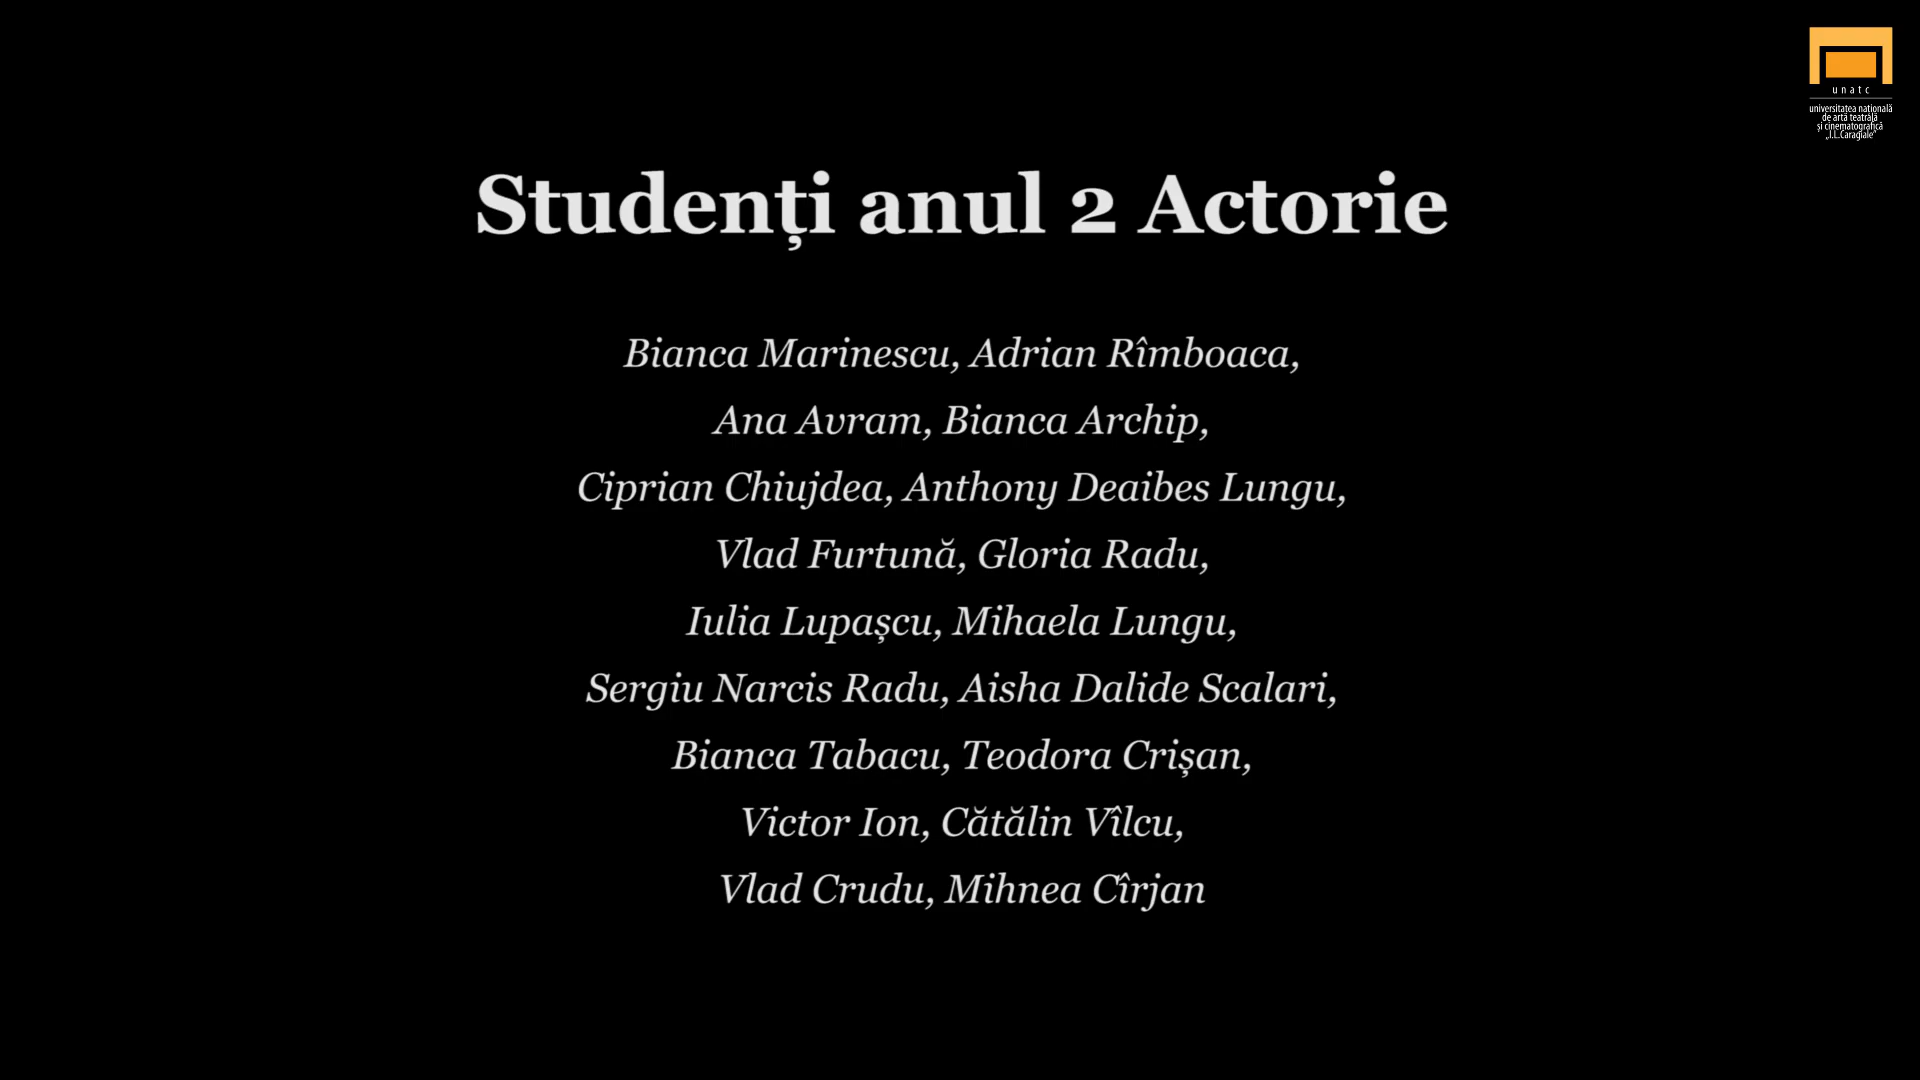 unatc
universitatea națională
de artă teatrală
și cinematografică
„I.L.Caragiale”
Studenți anul 2 Actorie
Bianca Marinescu, Adrian Rîmboaca,
Ana Avram, Bianca Archip,
Ciprian Chiujdea, Anthony Deaibes Lungu,
Vlad Furtună, Gloria Radu,
Iulia Lupașcu, Mihaela Lungu,
Sergiu Narcis Radu, Aisha Dalide Scalari,
Bianca Tabacu, Teodora Crișan,
Victor Ion, Cătălin Vîlcu,
Vlad Crudu, Mihnea Cîrjan